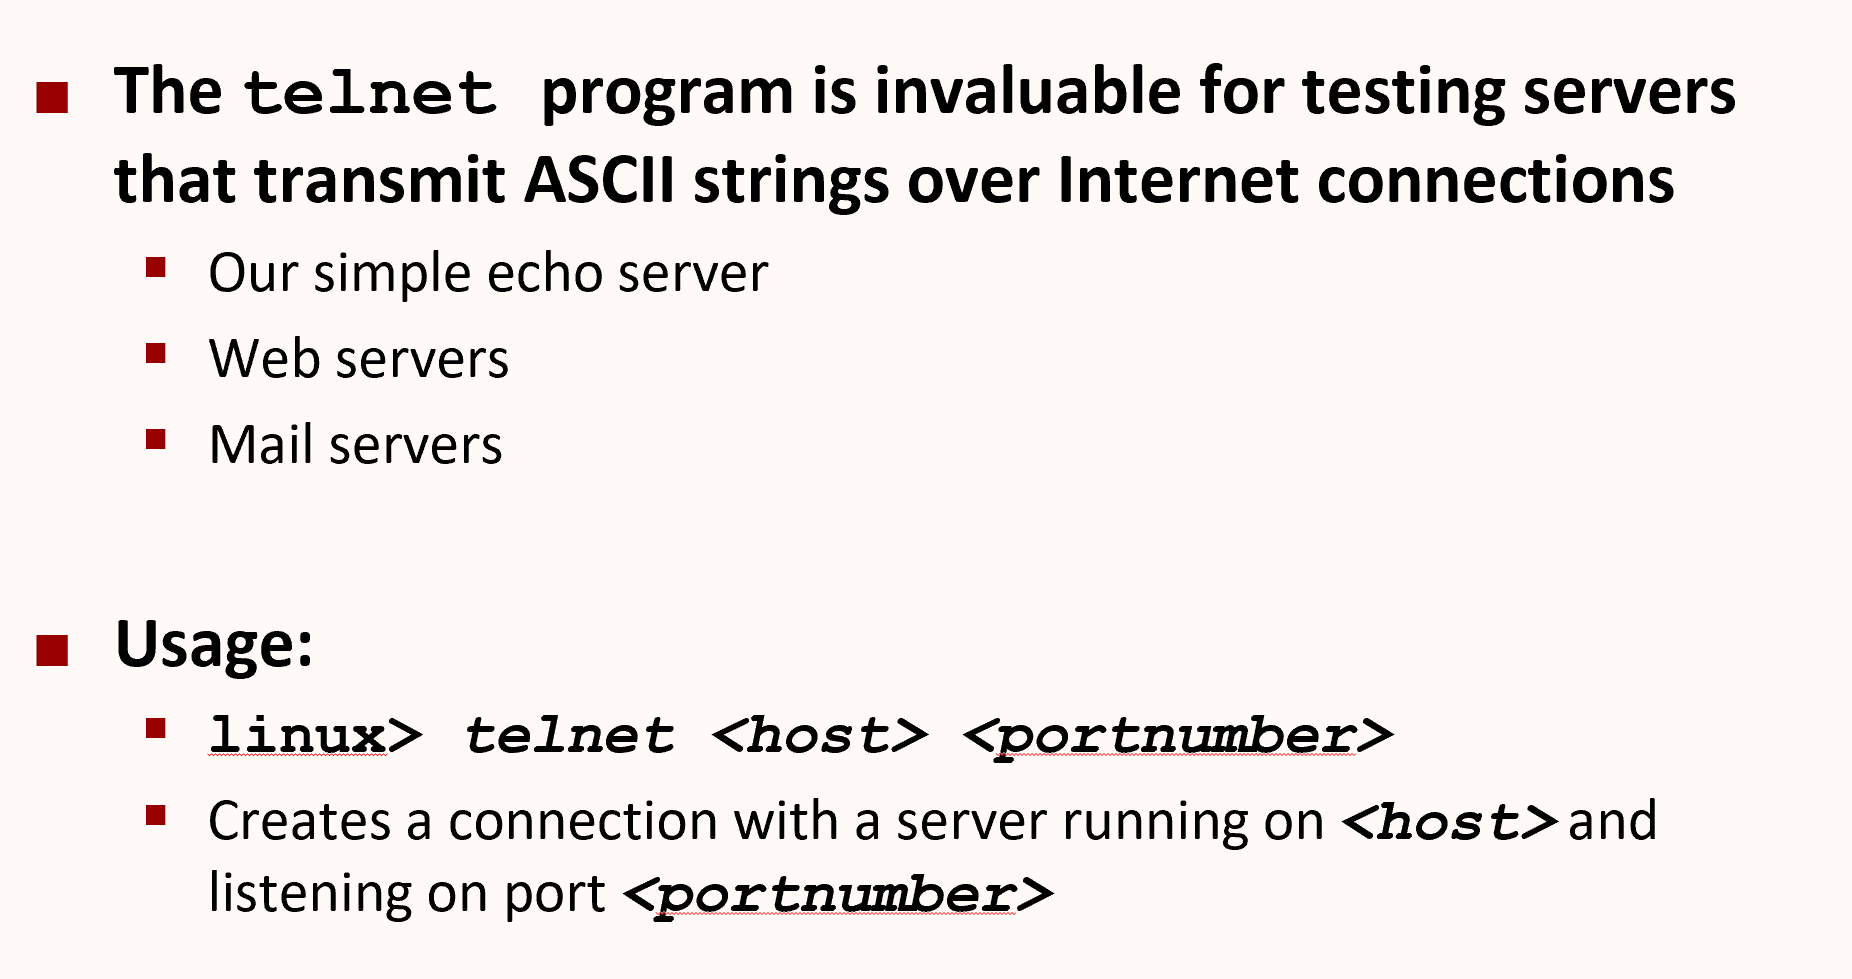 The telnet program is invaluable for testing servers
that transmit ASCII strings over Internet connections
Our simple echo server
Web servers
Mail servers
Usage:
linux> telnet <host> <portnumber>
Creates a connection with a server running on <host> and
listening on port <portnumber>